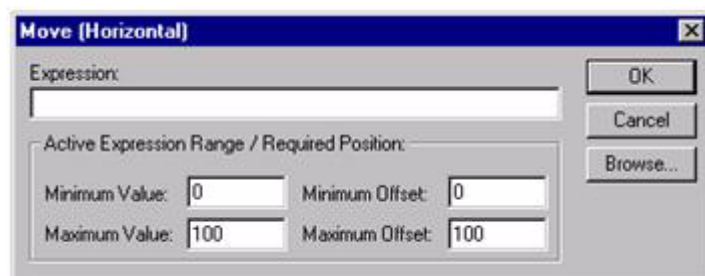 Move (Horizontal)
Expression:
OK
Cancel
Browse...
Active Expression Range / Required Position:
Minimum Value: 0 Minimum Offset: 0
Maximum Value: 100 Maximum Offset: 100